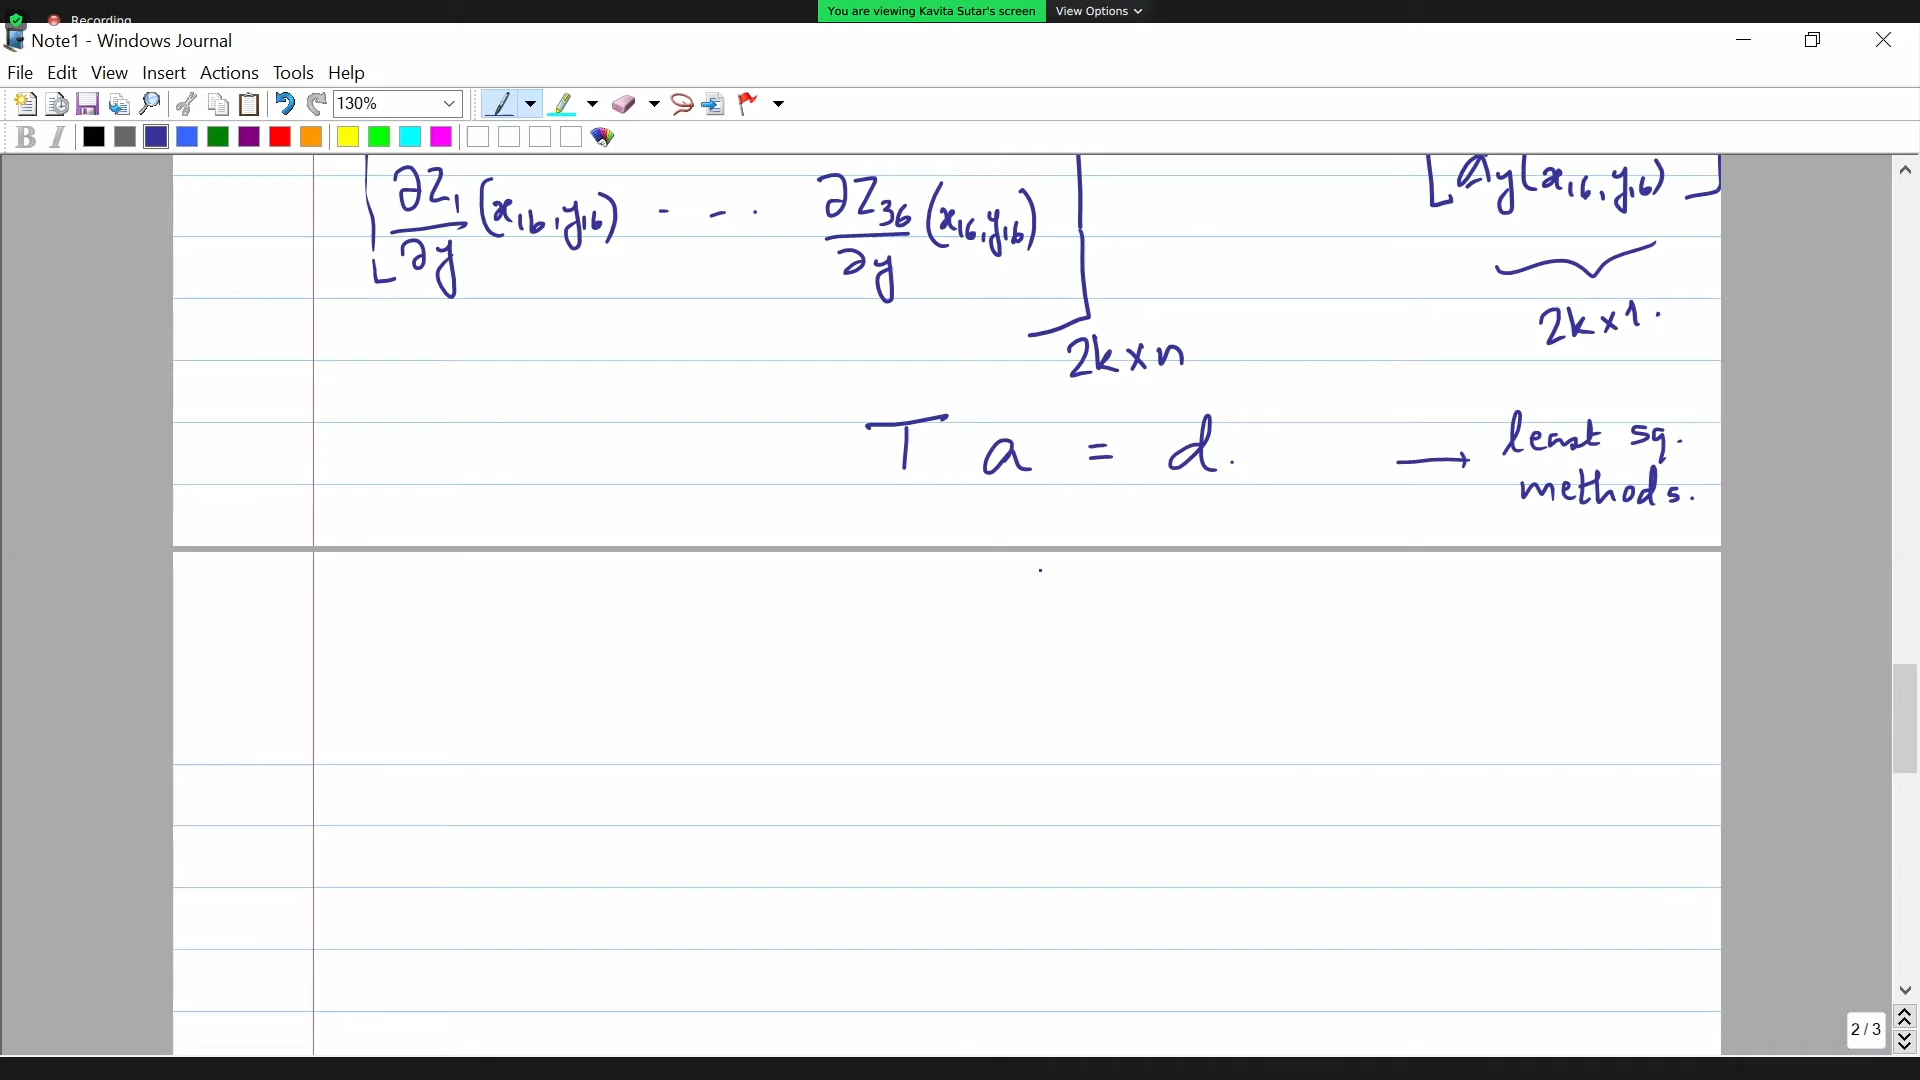 Recording
You are viewing Kavita Sutar's screen
View Options
Note1 - Windows Journal
File Edit View Insert Actions Tools Help
130%
B I
∂Z₁/∂y (x₁₆, y₁₆) - - · ∂Z₃₆/∂y (x₁₆, y₁₆)
Δy(x₁₆, y₁₆)
2k×n
2k×1.
T a = d. → least sq.
methods.
2 / 3